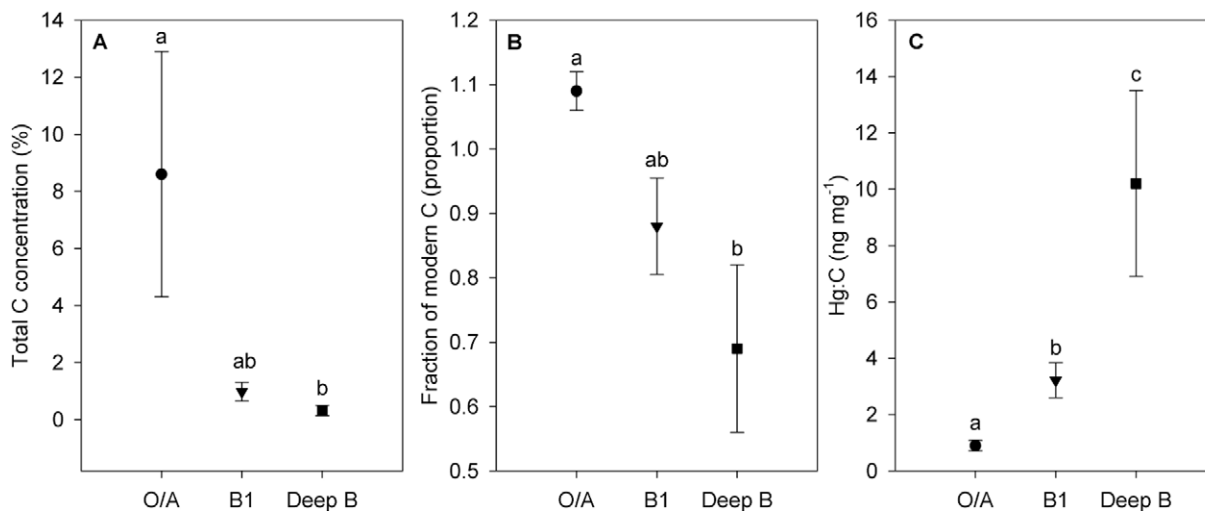 A
Total C concentration (%)
14
12
10
8
6
4
2
0
a
ab
b
O/A B1 Deep B
B
Fraction of modern C (proportion)
1.2
1.1
1.0
0.9
0.8
0.7
0.6
0.5
a
ab
b
O/A B1 Deep B
C
Hg:C (ng mg⁻¹)
16
14
12
10
8
6
4
2
0
a
b
c
O/A B1 Deep B